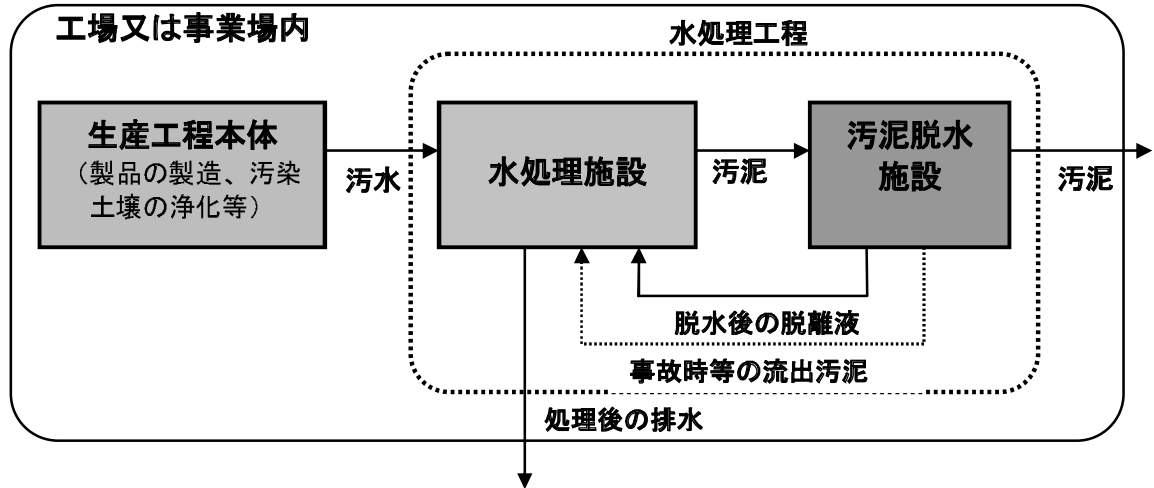 工場又は事業場内
水処理工程
生産工程本体
（製品の製造、汚染
土壌の浄化等）
汚水
水処理施設
汚泥
汚泥脱水
施設
汚泥
脱水後の脱離液
事故時等の流出汚泥
処理後の排水